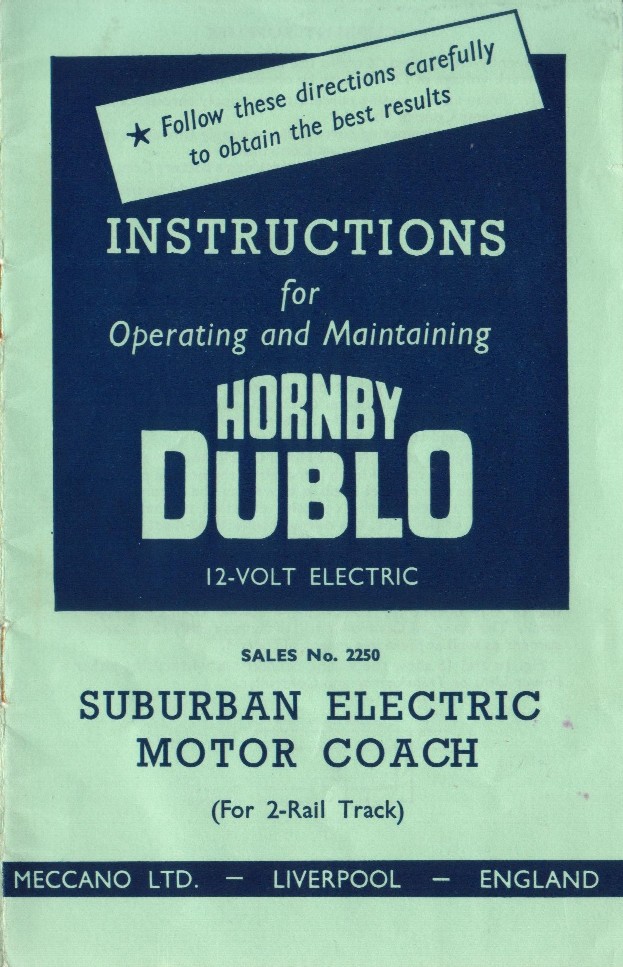 ★ Follow these directions carefully
to obtain the best results
INSTRUCTIONS
for
Operating and Maintaining
HORNBY
DUBLO
12-VOLT ELECTRIC
SALES No. 2250
SUBURBAN ELECTRIC
MOTOR COACH
(For 2-Rail Track)
MECCANO LTD. — LIVERPOOL — ENGLAND